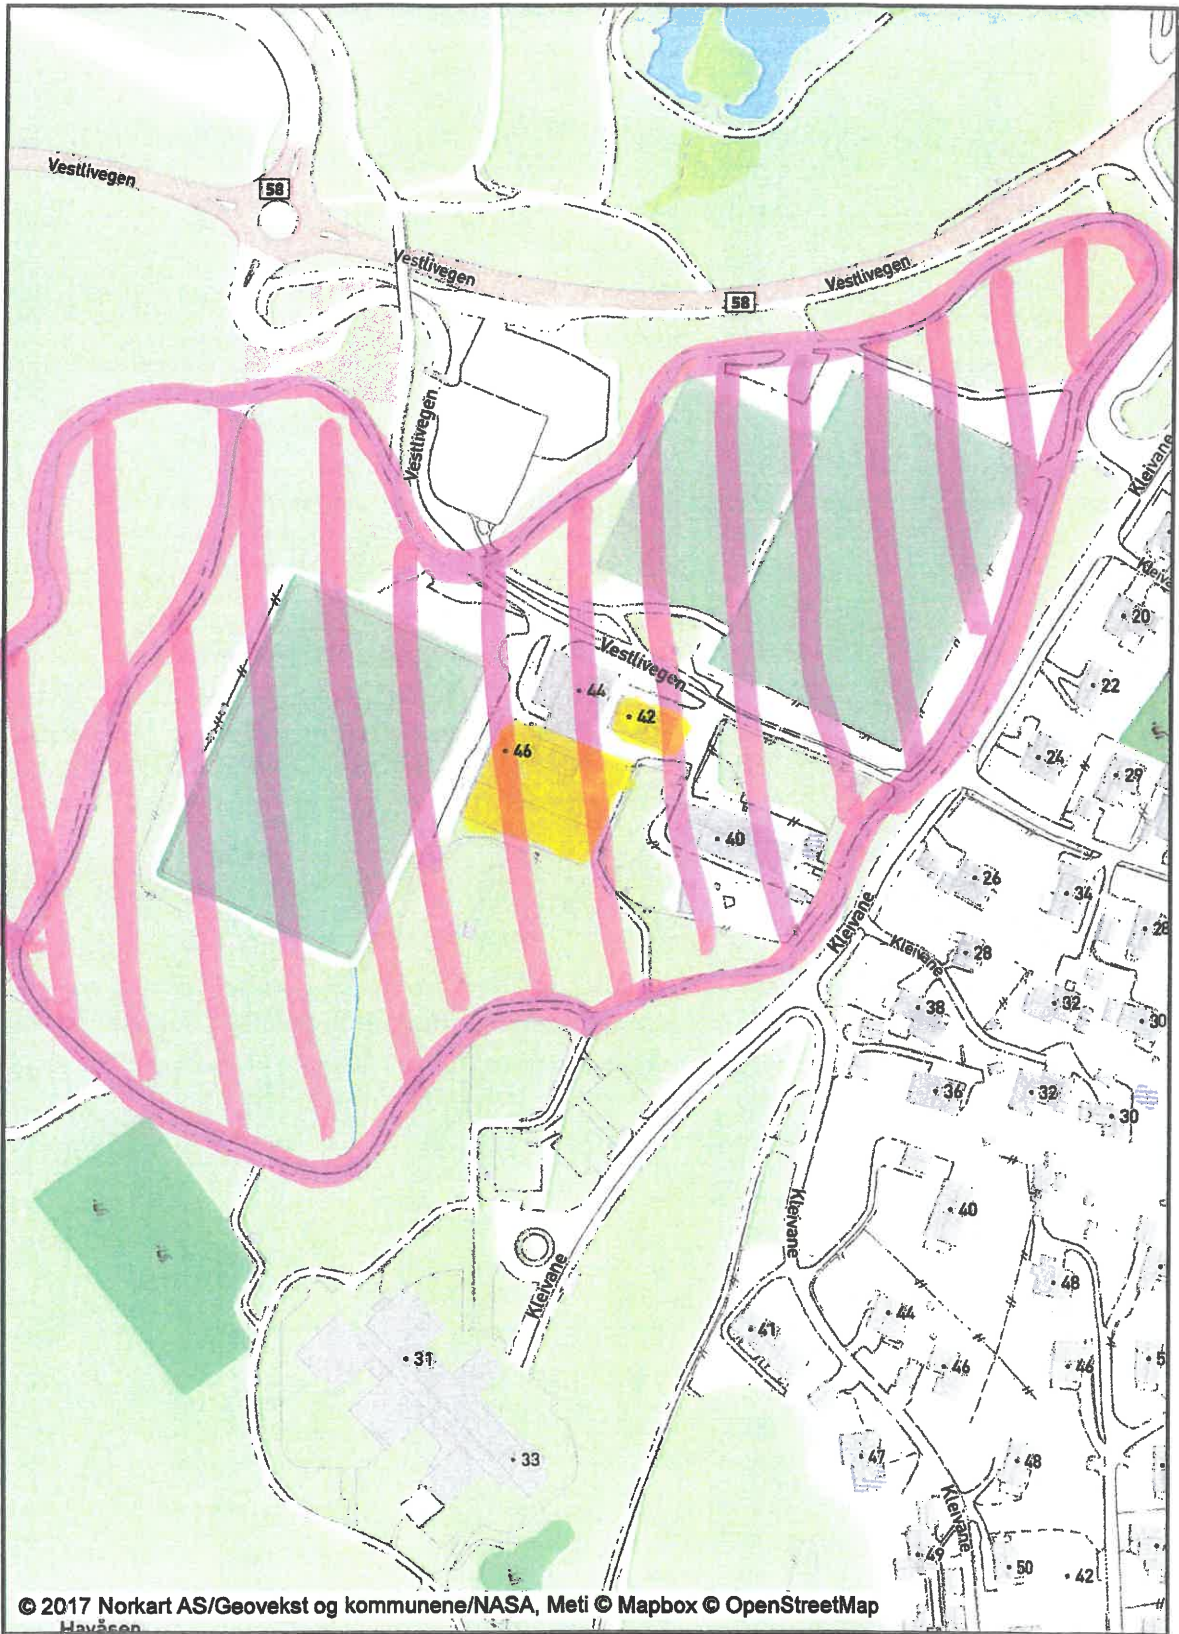 Vestlivegen
58
Vestlivegen
Vestlivegen
58
Vestlivegen
Kleivane
20
Vestlivegen
44
22
42
46
24
29
40
26
34
28
Kleivane
Kleivane
28
38
32
30
36
32
30
Kleivane
40
48
Kleivane
44
41
46
46
31
47
48
33
Kleivane
49
50
42
© 2017 Norkart AS/Geovekst og kommunene/NASA, Meti © Mapbox © OpenStreetMap
Havåsen